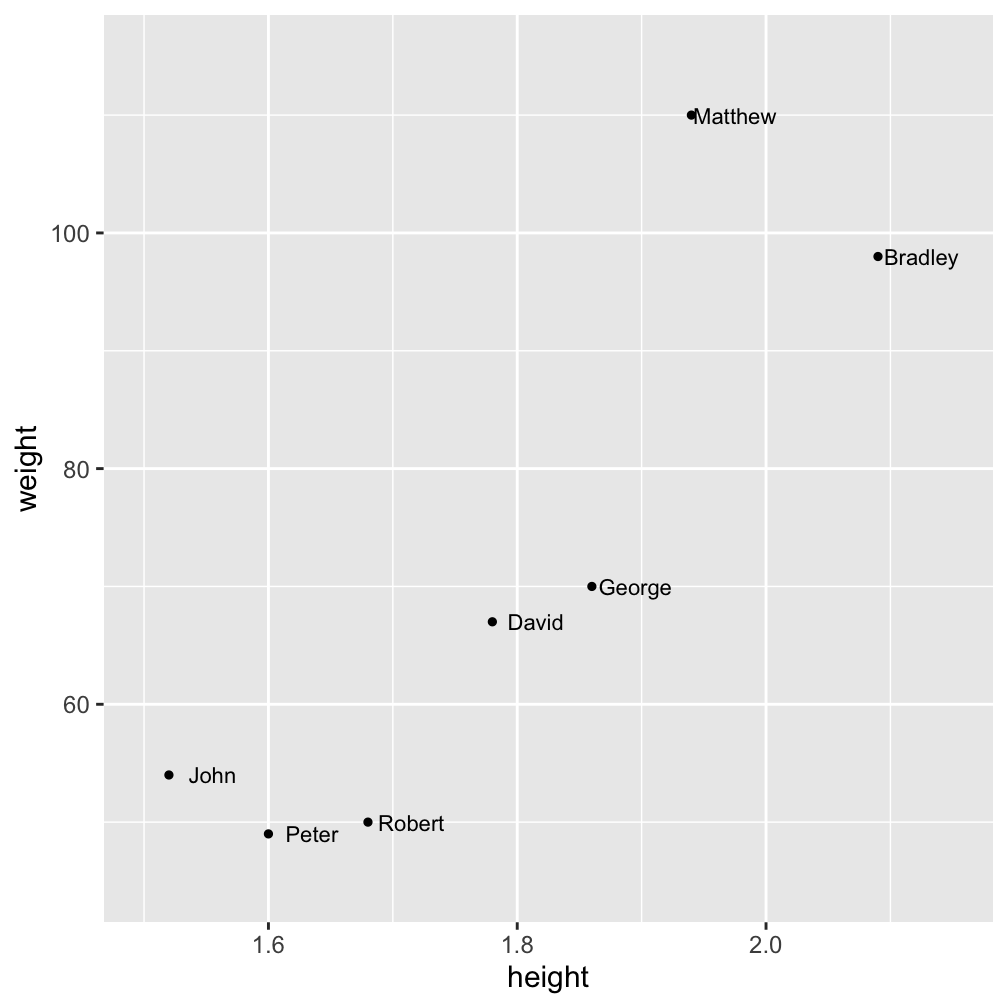 Matthew
100
Bradley
weight
80
George
David
60
John
Robert
Peter
1.6 1.8 2.0
height